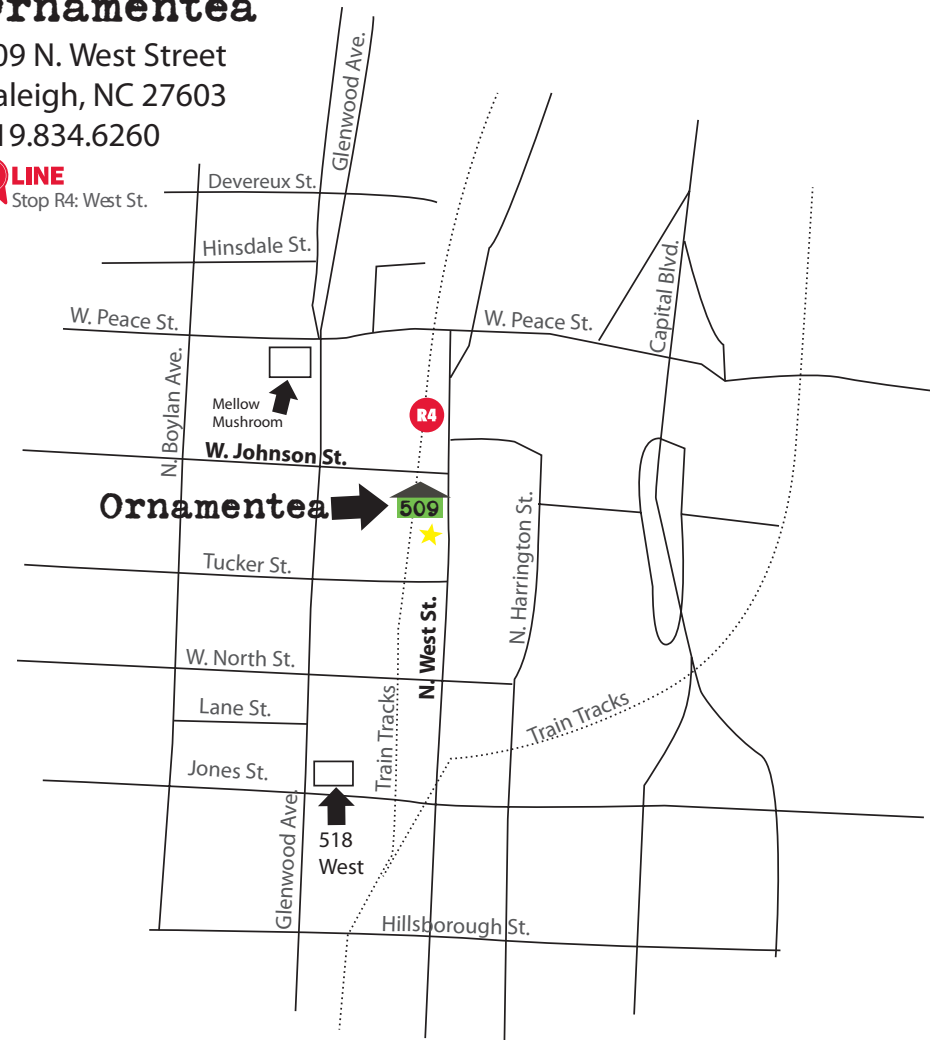 Ornamentea
09 N. West Street
aleigh, NC 27603
19.834.6260
LINE
Stop R4: West St.
Glenwood Ave.
Devereux St.
Hinsdale St.
W. Peace St.
W. Peace St.
Capital Blvd.
N. Boylan Ave.
Mellow
Mushroom
R4
W. Johnson St.
Ornamentea
509
N. Harrington St.
Tucker St.
N. West St.
W. North St.
Lane St.
Train Tracks
Train Tracks
Jones St.
Glenwood Ave.
518
West
Hillsborough St.